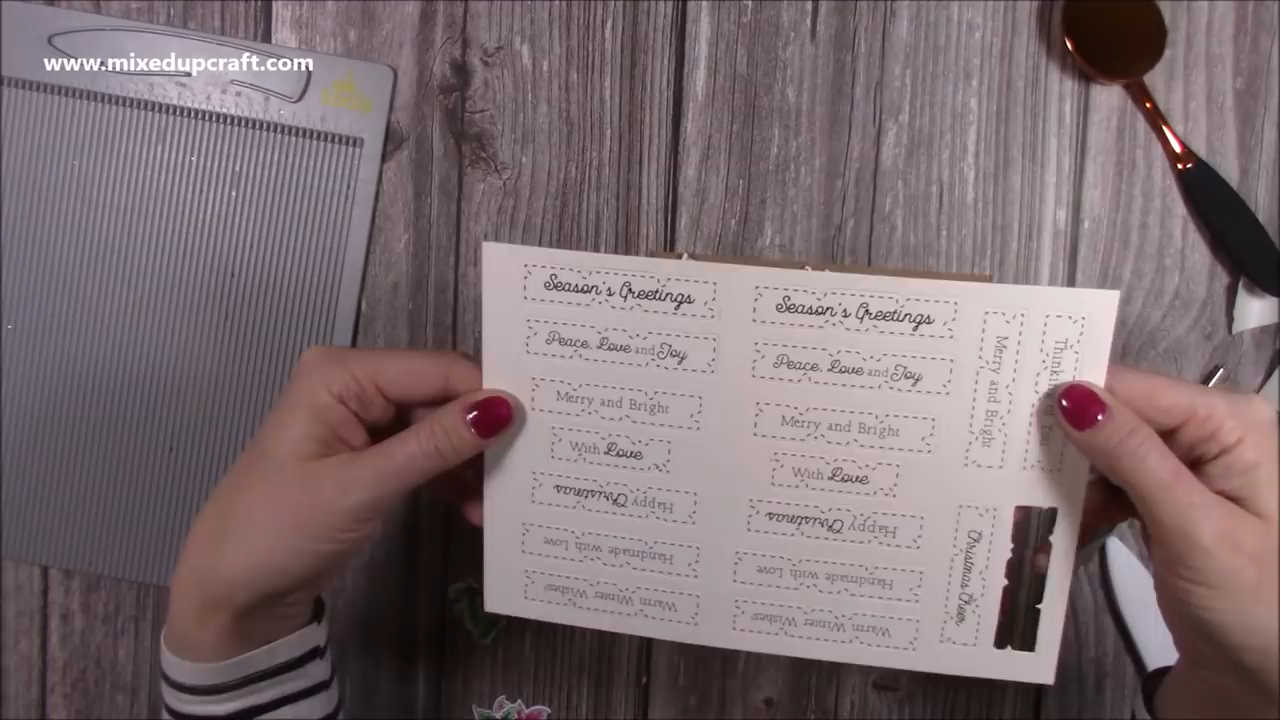 www.mixedupcraft.com
Season's Greetings
Peace, Love and Joy
Merry and Bright
With Love
Happy Christmas
Handmade with Love
Warm Winter Wishes!
Season's Greetings
Peace, Love and Joy
Merry and Bright
With Love
Happy Christmas
Handmade with Love
Warm Winter Wishes!
Merry and Bright
You
Christmas Cheer